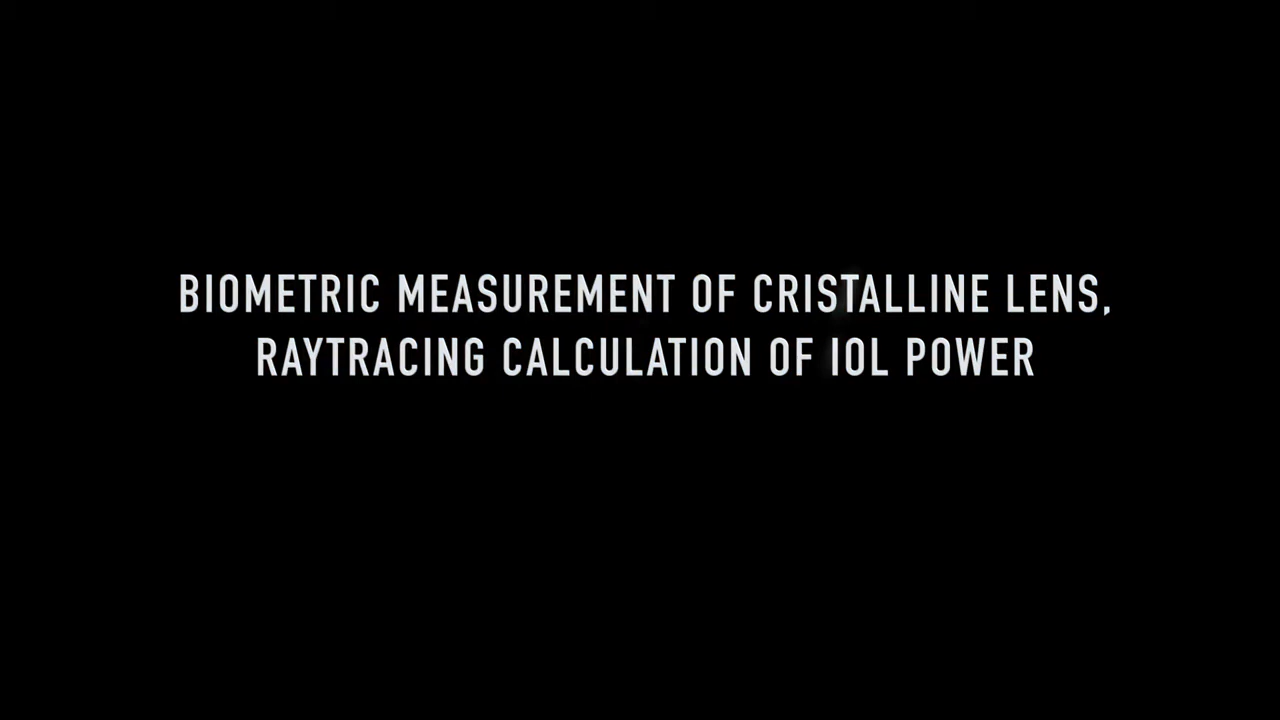 BIOMETRIC MEASUREMENT OF CRISTALLINE LENS,
RAYTRACING CALCULATION OF IOL POWER